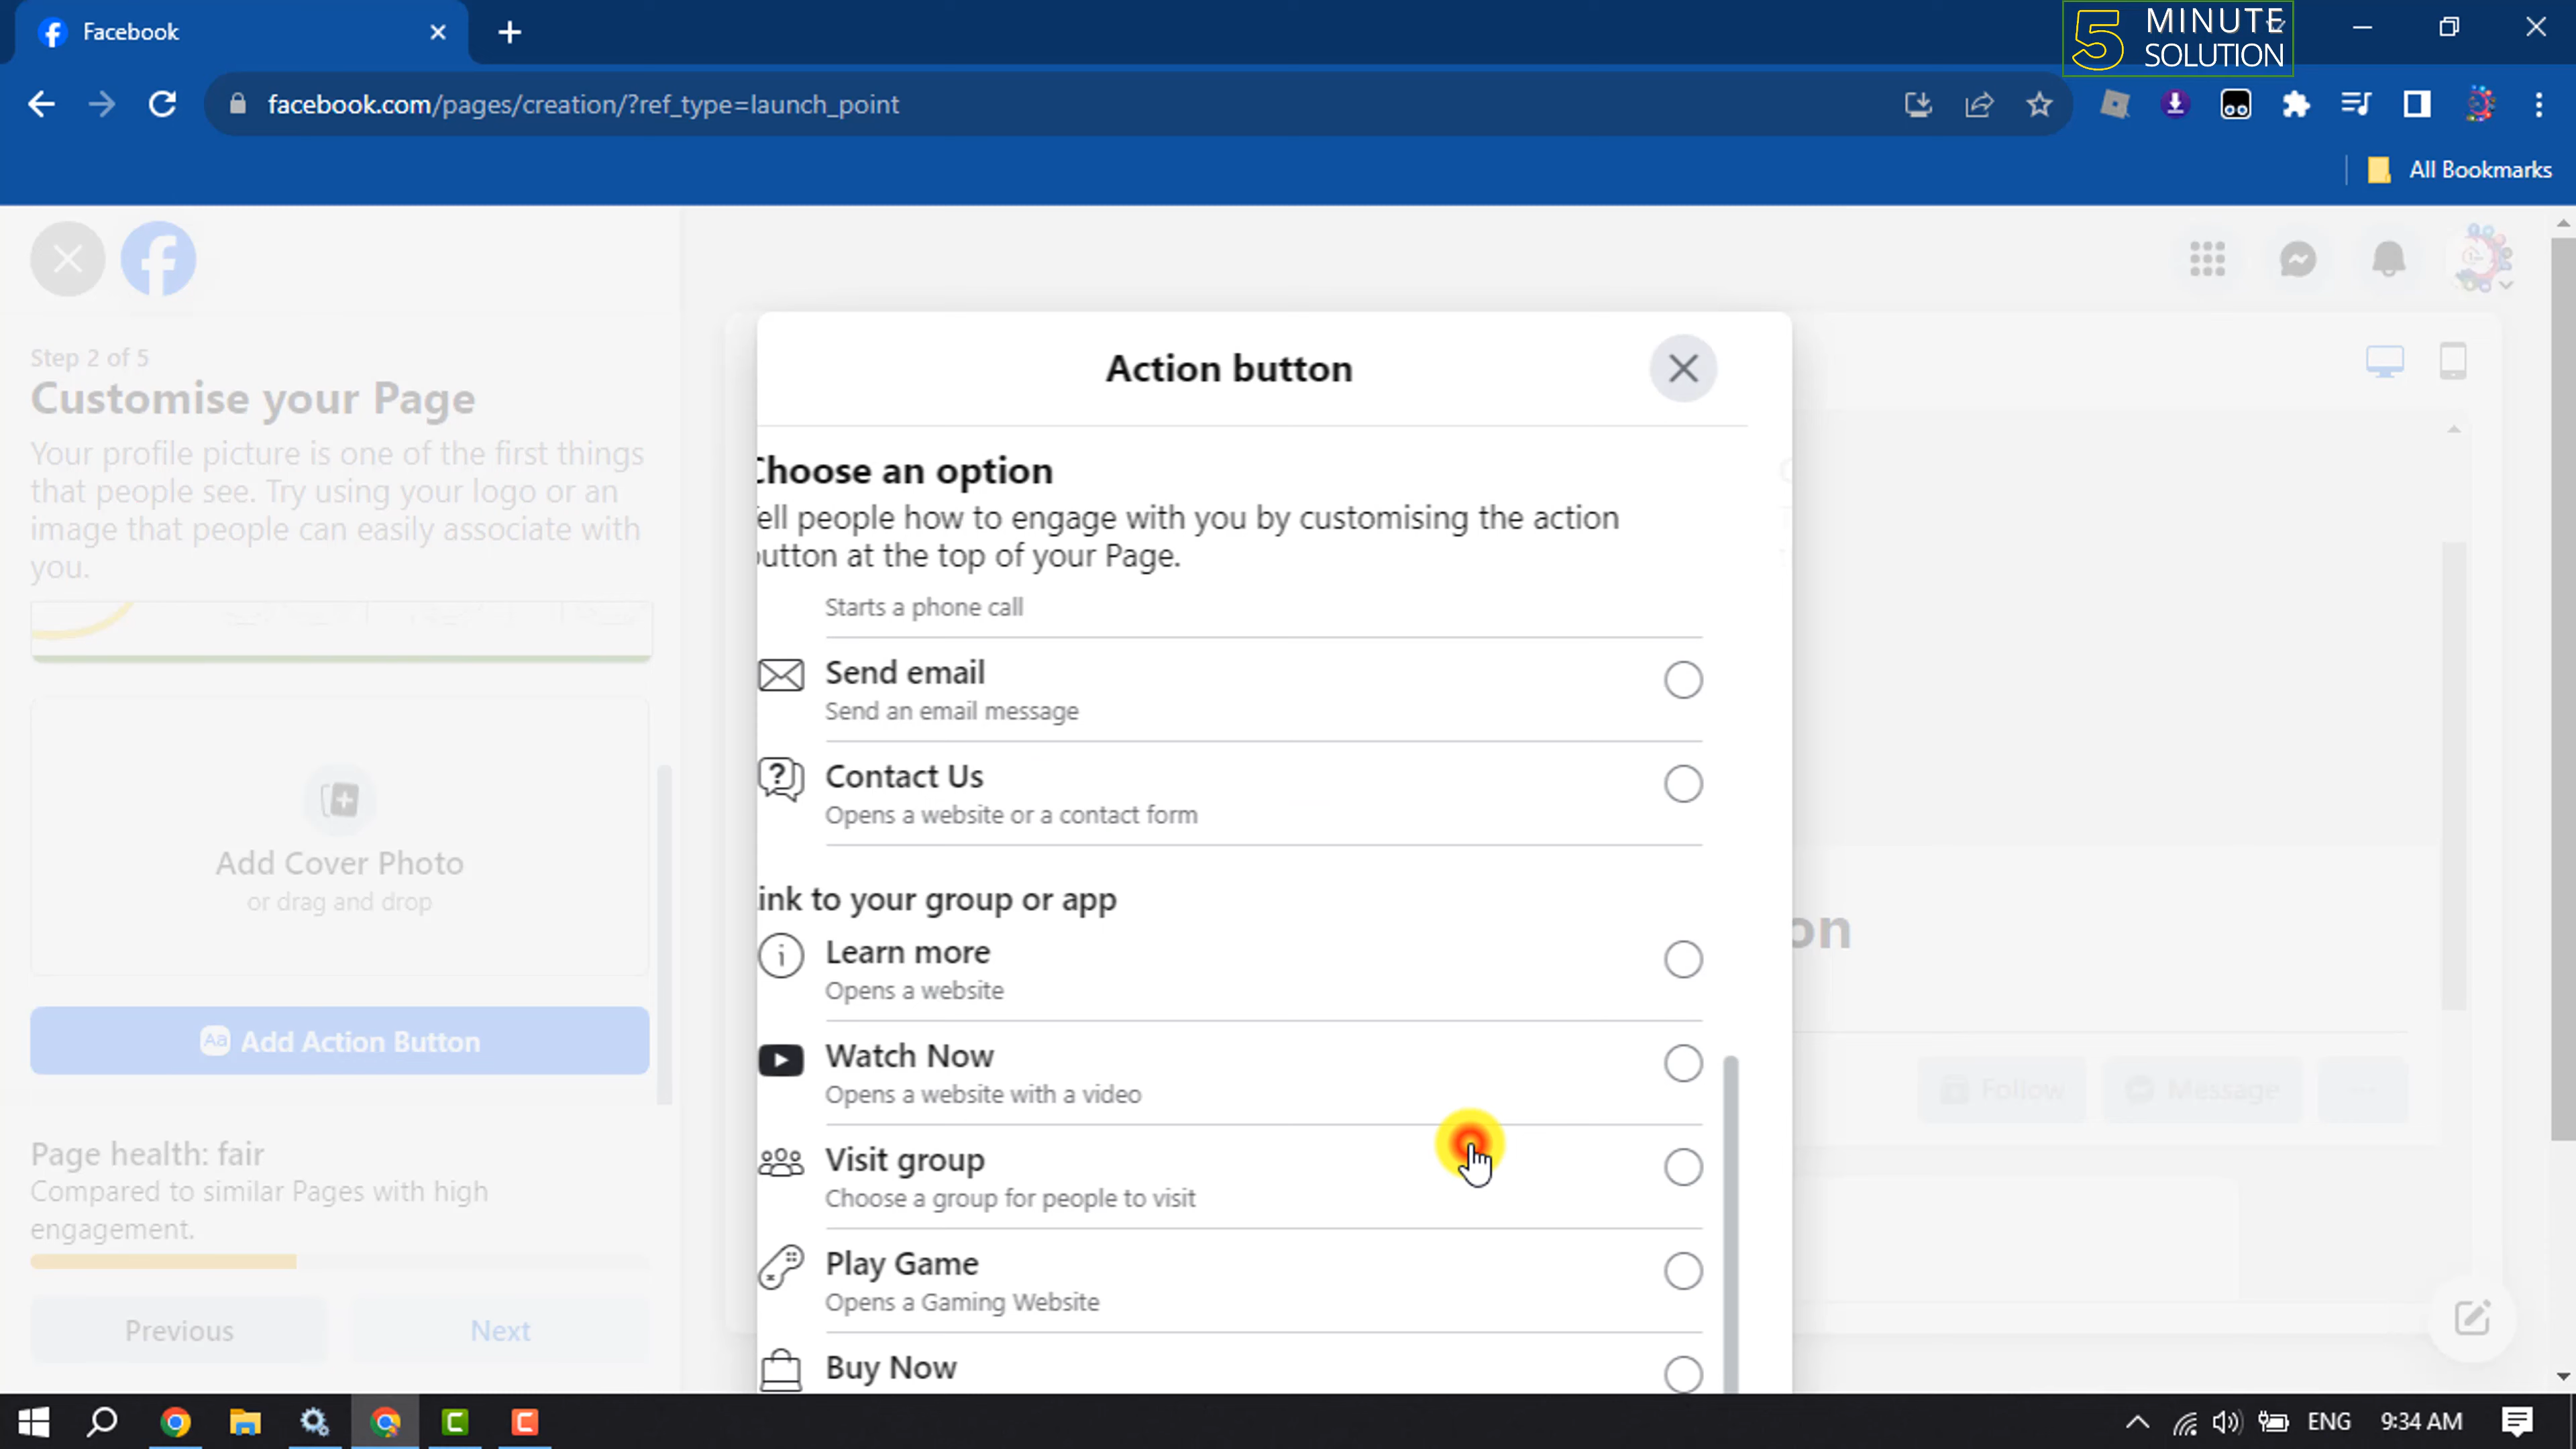 Facebook
5 MINUTE
SOLUTION
facebook.com/pages/creation/?ref_type=launch_point
All Bookmarks
Step 2 of 5
Customise your Page
Your profile picture is one of the first things
that people see. Try using your logo or an
image that people can easily associate with
you.
Add Cover Photo
or drag and drop
Aa Add Action Button
Page health: fair
Compared to similar Pages with high
engagement.
Previous
Next
Action button
Choose an option
Tell people how to engage with you by customising the action
button at the top of your Page.
Starts a phone call
Send email
Send an email message
Contact Us
Opens a website or a contact form
ink to your group or app
Learn more
Opens a website
Watch Now
Opens a website with a video
Visit group
Choose a group for people to visit
Play Game
Opens a Gaming Website
Buy Now
on
Follow
Message
ENG
9:34 AM